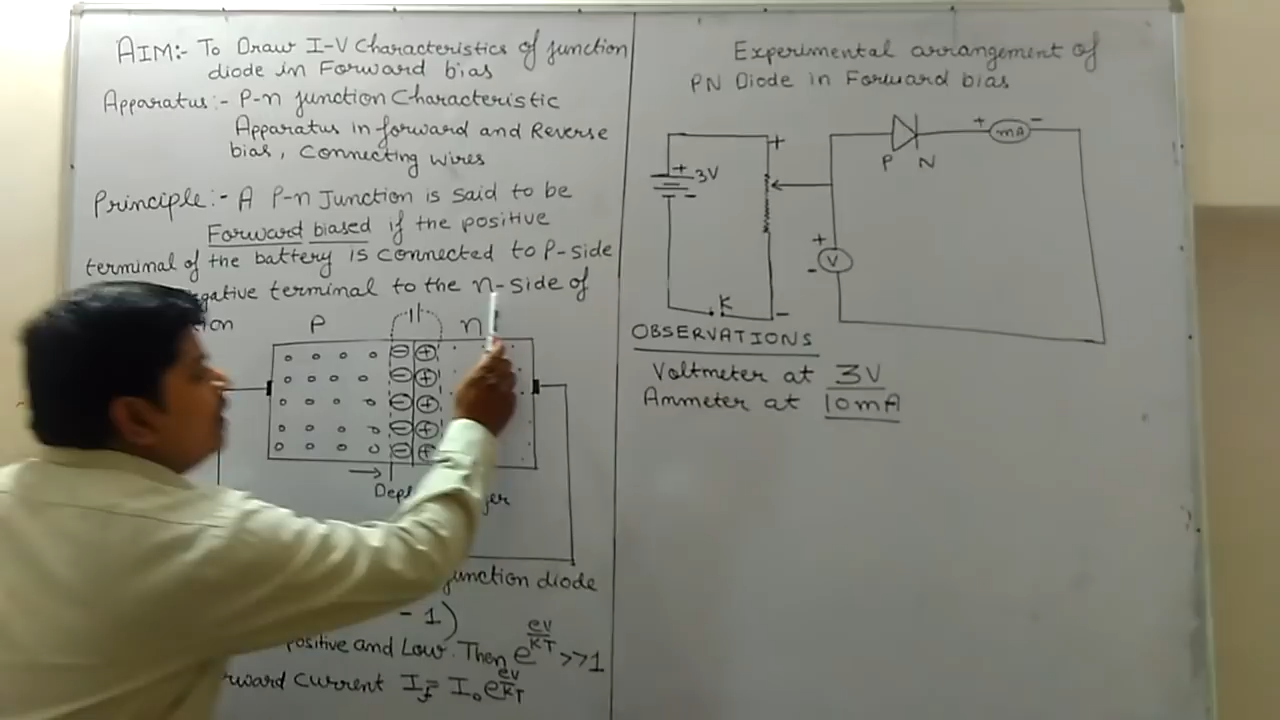 AIM:- To Draw I-V Characteristics of junction
diode in Forward bias
Apparatus:- P-n junction Characteristic
Apparatus in forward and Reverse
bias, Connecting wires
Principle:- A P-n Junction is said to be
Forward biased if the positive
terminal of the battery is connected to P-side
gative terminal to the n-side of
ion
P
n
- +
- +
- +
- +
- +
Depl yer
junction diode
- 1)
ositive and Low. Then e^eV/KT >>1
rward Current I_f = I_o e^eV/KT
Experimental arrangement of
PN Diode in Forward bias
+ 3V -
+ -
P N
+ mA -
+ V -
K
OBSERVATIONS
Voltmeter at 3V
Ammeter at 10mA